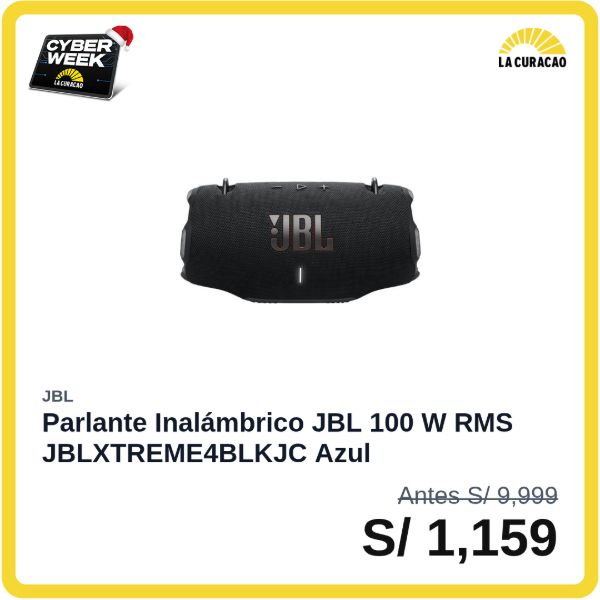 CYBER
WEEK
LA CURACAO
LA CURACAO
JBL
JBL
Parlante Inalámbrico JBL 100 W RMS
JBLXTREME4BLKJC Azul
Antes S/ 9,999
S/ 1,159